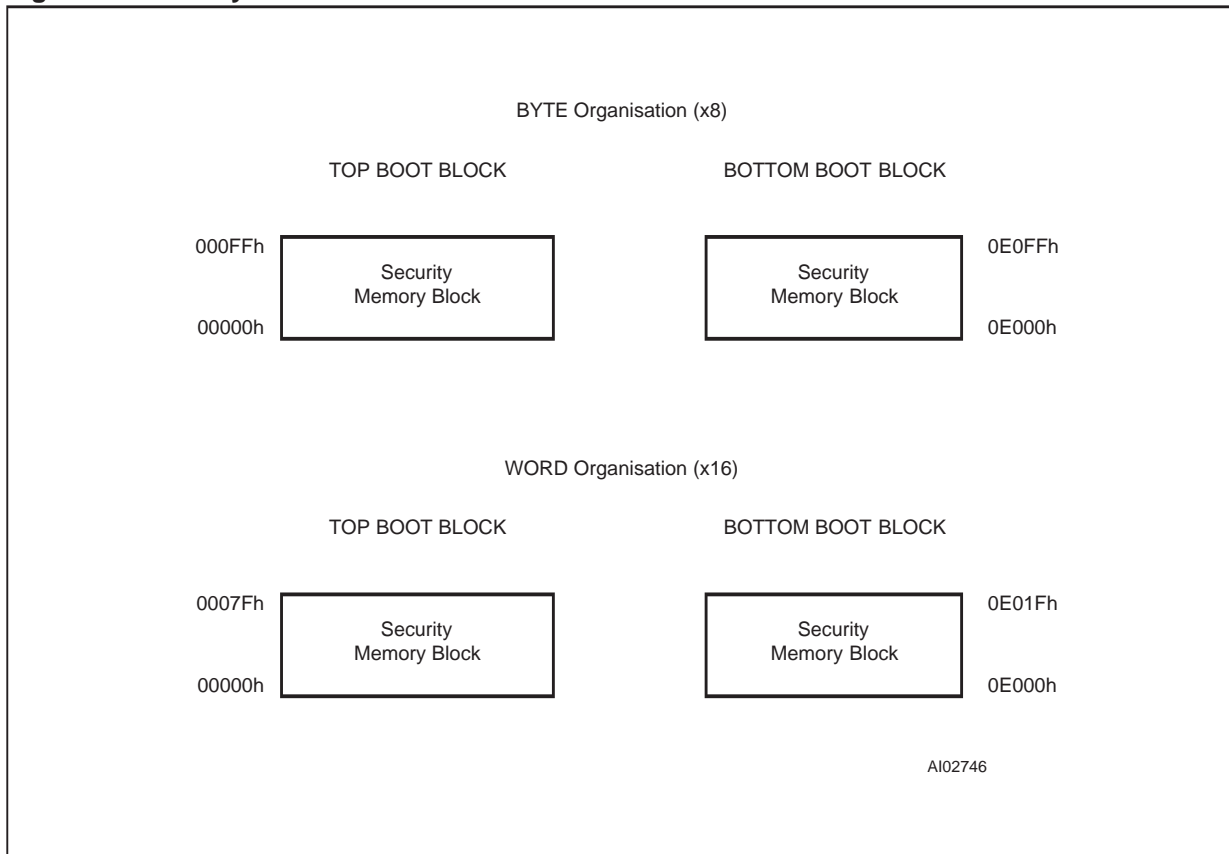 BYTE Organisation (x8)
TOP BOOT BLOCK
BOTTOM BOOT BLOCK
000FFh
Security
Memory Block
00000h
Security
Memory Block
0E0FFh
0E000h
WORD Organisation (x16)
TOP BOOT BLOCK
BOTTOM BOOT BLOCK
0007Fh
Security
Memory Block
00000h
Security
Memory Block
0E01Fh
0E000h
AI02746